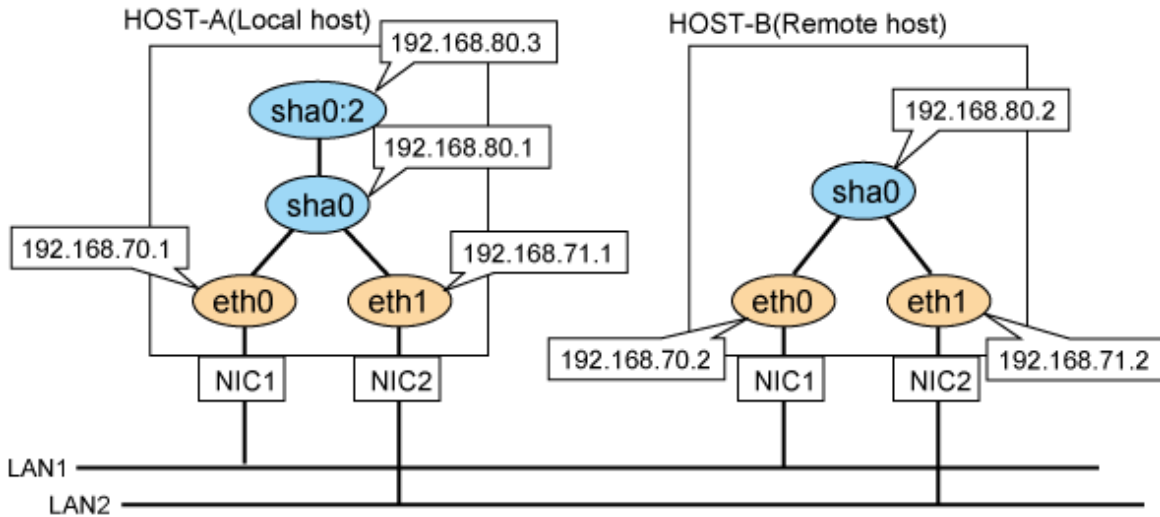 HOST-A(Local host)
192.168.80.3
sha0:2
192.168.80.1
sha0
192.168.70.1
192.168.71.1
eth0
eth1
NIC1
NIC2
HOST-B(Remote host)
192.168.80.2
sha0
eth0
eth1
192.168.70.2
192.168.71.2
NIC1
NIC2
LAN1
LAN2